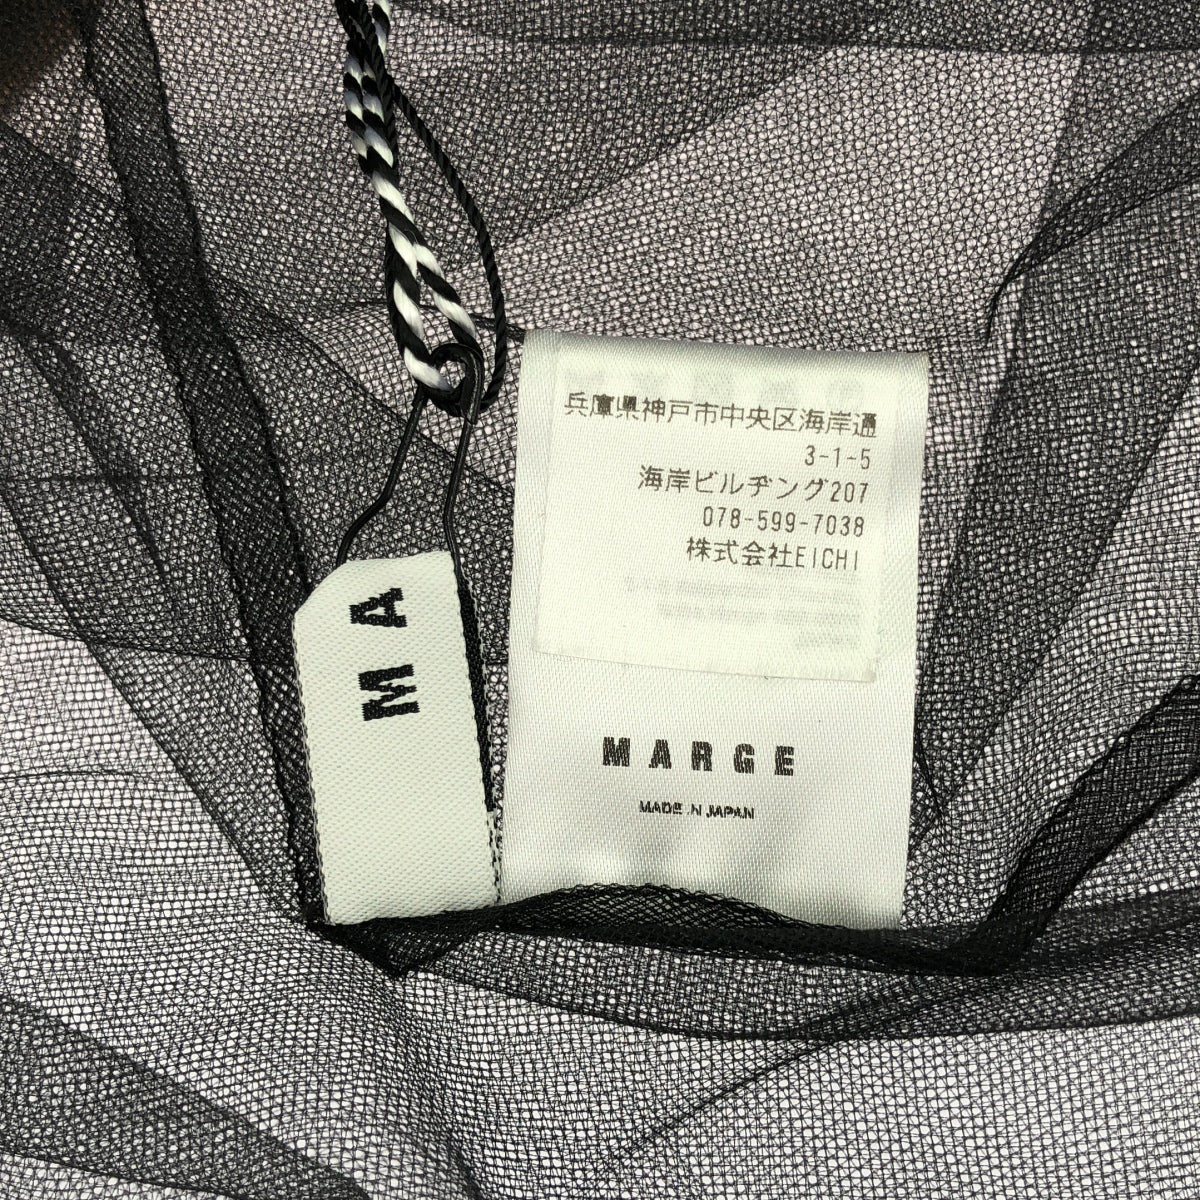 兵庫県神戸市中央区海岸通
3-1-5
海岸ビルヂング207
078-599-7038
株式会社EICHI
MARGE
MADE IN JAPAN
MA